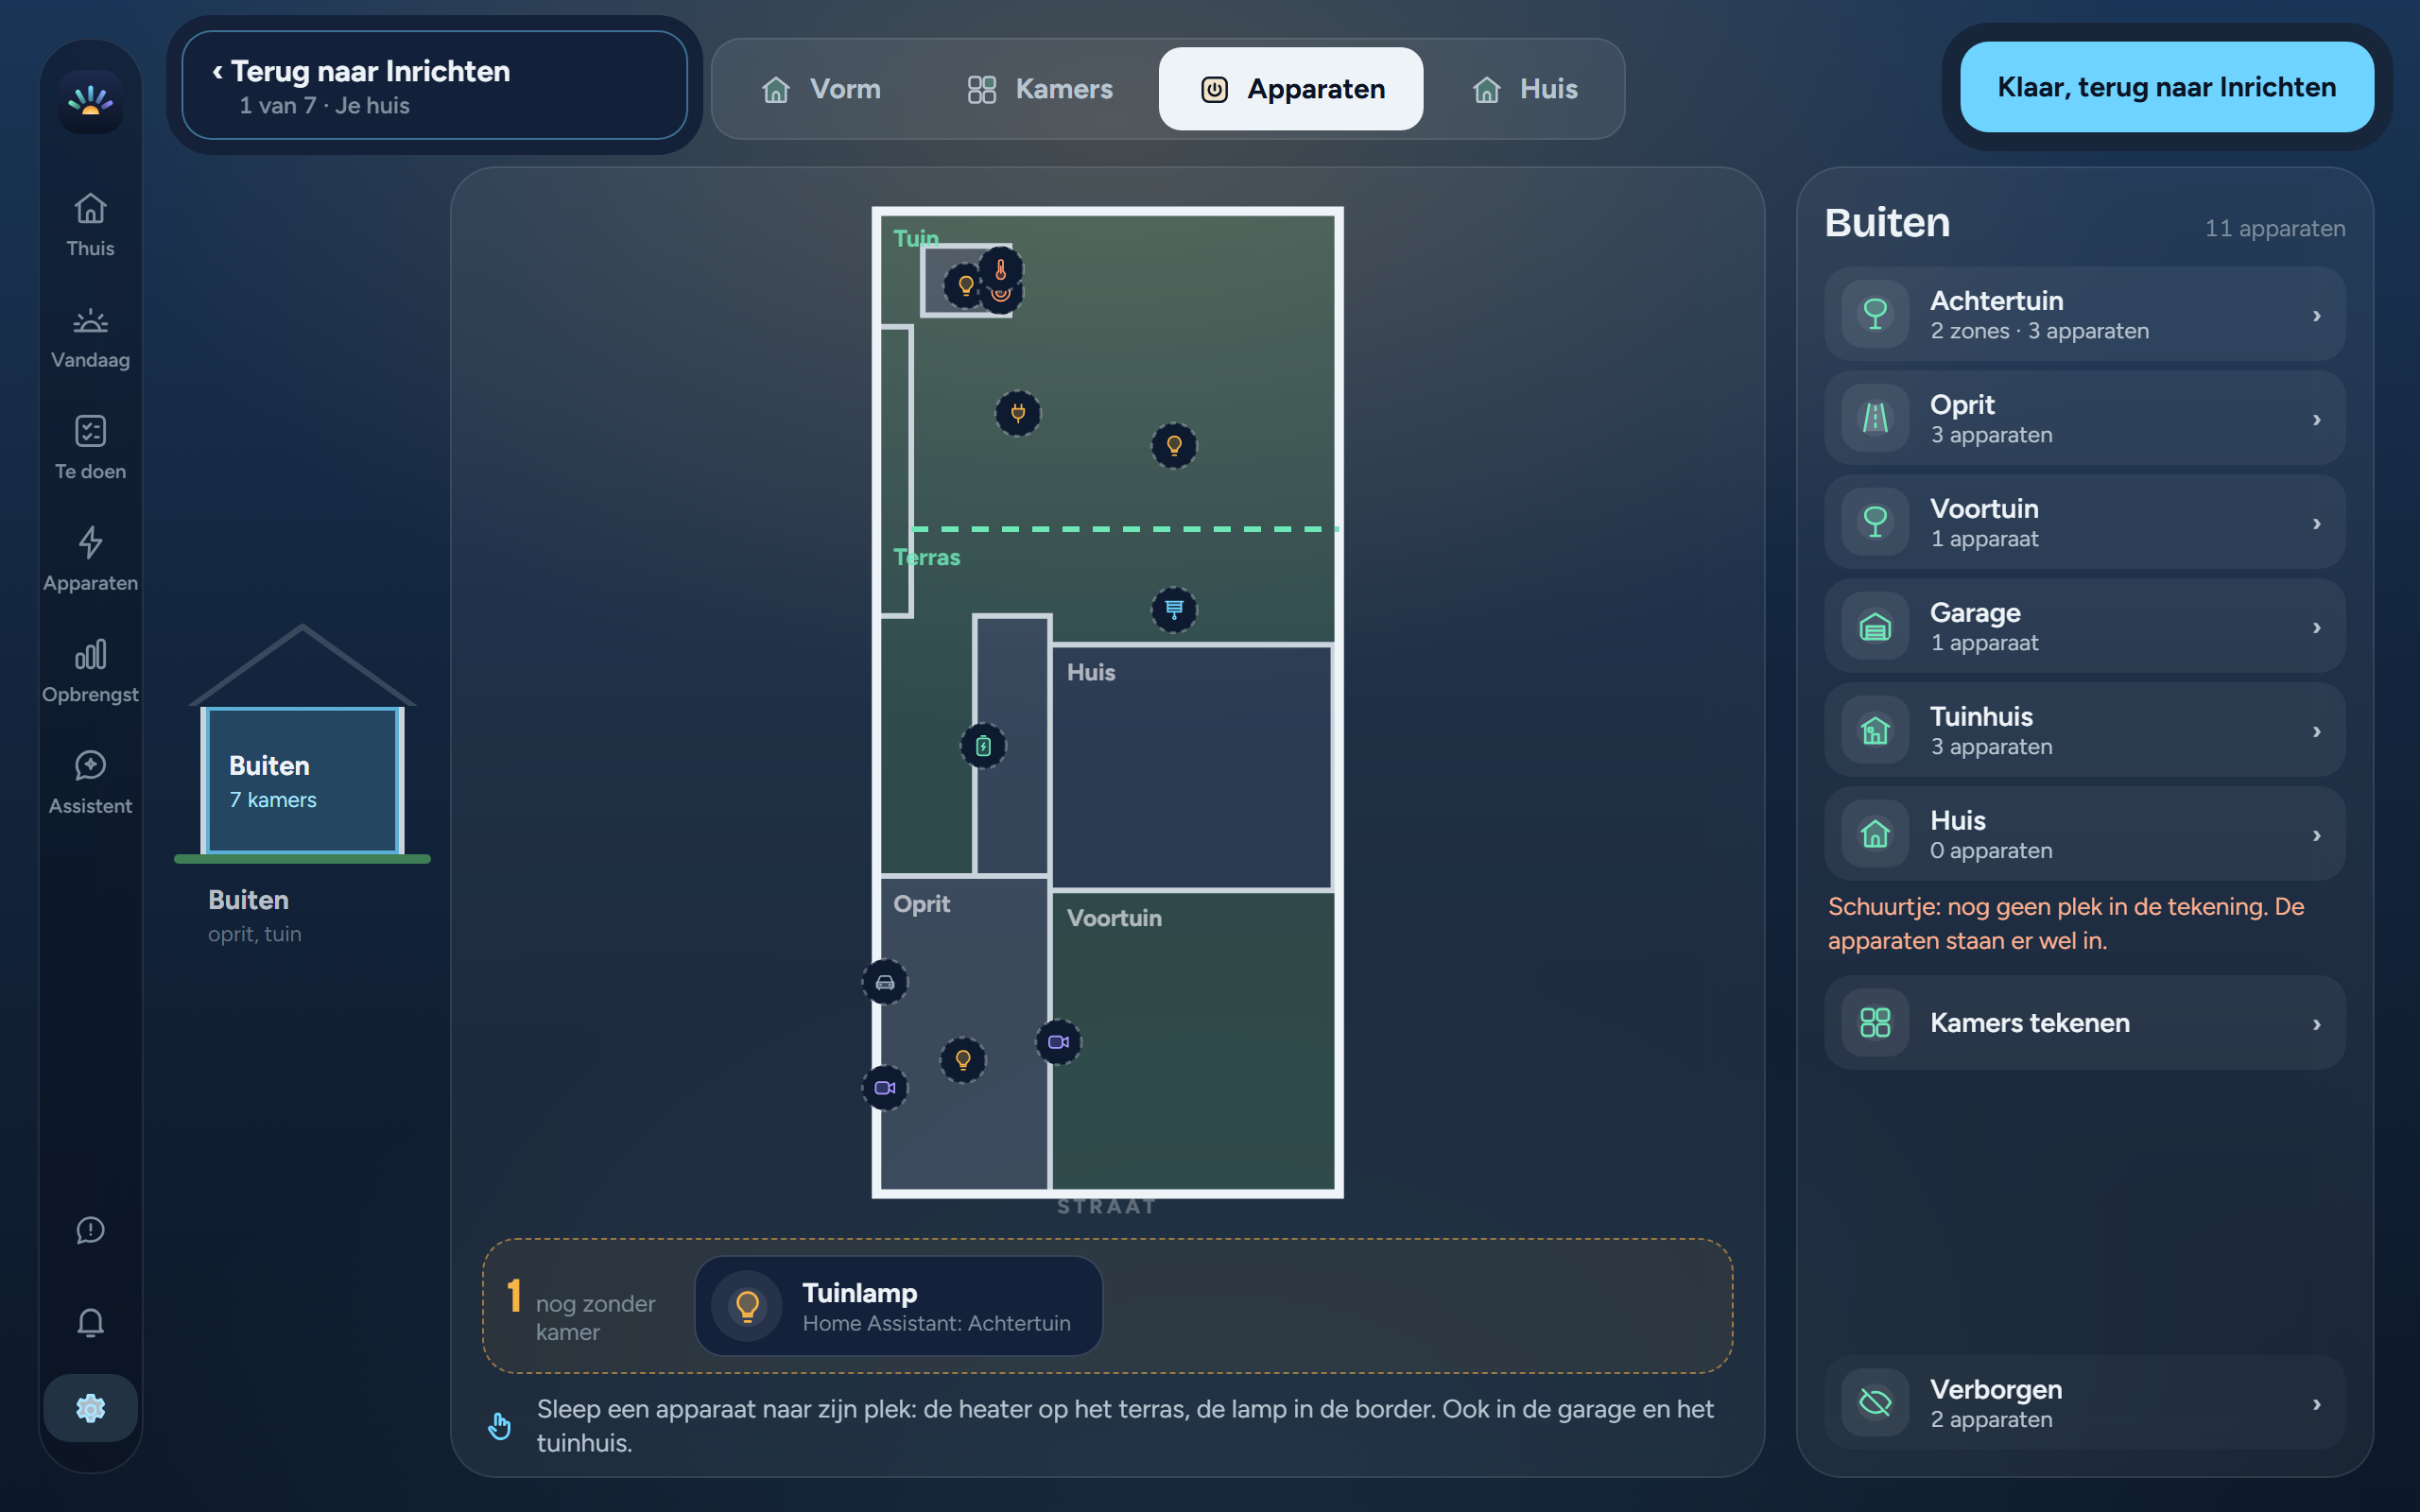 ‹ Terug naar Inrichten
1 van 7 · Je huis
Vorm
Kamers
Apparaten
Huis
Klaar, terug naar Inrichten
Thuis
Vandaag
Te doen
Apparaten
Opbrengst
Assistent
Buiten
7 kamers
Buiten
oprit, tuin
Tuin
Terras
Huis
Oprit
Voortuin
STRAAT
1 nog zonder
kamer
Tuinlamp
Home Assistant: Achtertuin
Sleep een apparaat naar zijn plek: de heater op het terras, de lamp in de border. Ook in de garage en het
tuinhuis.
Buiten
11 apparaten
Achtertuin
2 zones · 3 apparaten
Oprit
3 apparaten
Voortuin
1 apparaat
Garage
1 apparaat
Tuinhuis
3 apparaten
Huis
0 apparaten
Schuurtje: nog geen plek in de tekening. De
apparaten staan er wel in.
Kamers tekenen
Verborgen
2 apparaten